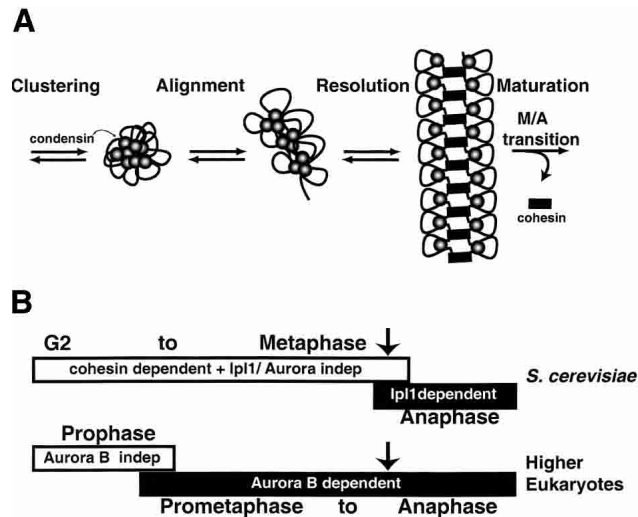 A
Clustering Alignment Resolution Maturation
condensin
M/A
transition
cohesin
B
G2 to Metaphase
cohesin dependent + Ipl1/ Aurora indep
S. cerevisiae
Ipl1dependent
Anaphase
Prophase
Aurora B indep
Aurora B dependent
Higher
Eukaryotes
Prometaphase to Anaphase